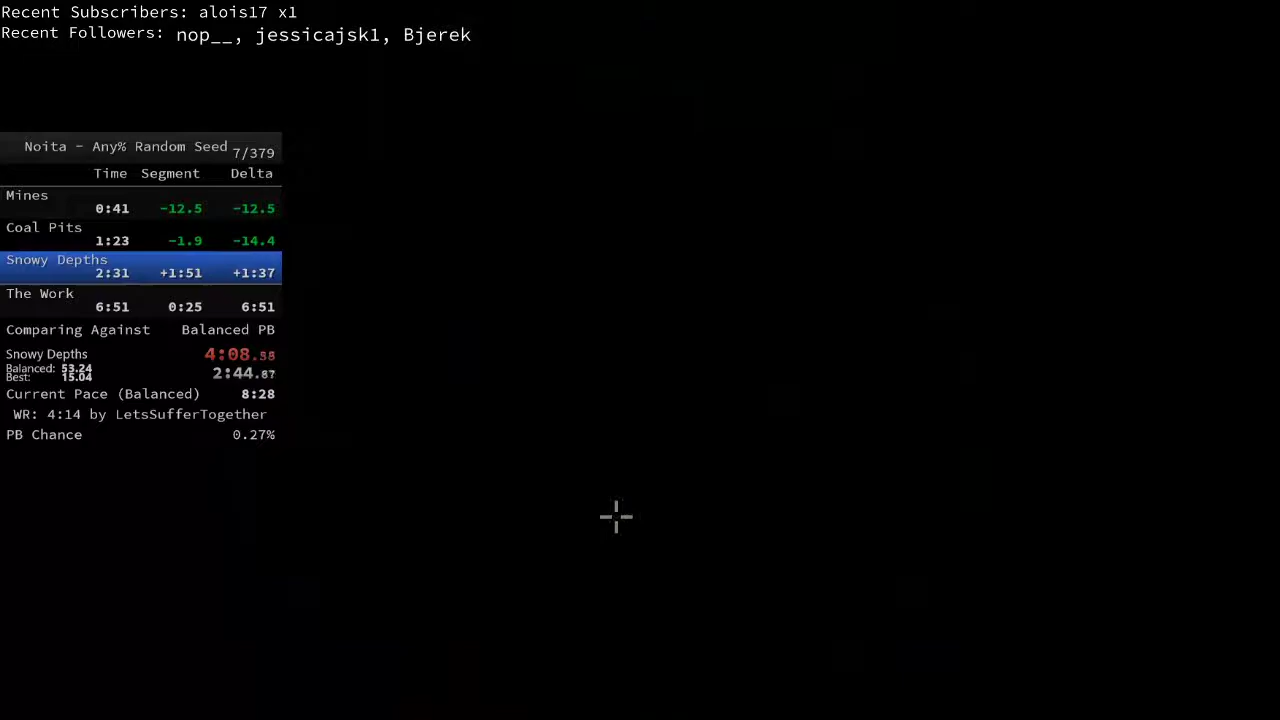 Recent Subscribers: alois17 x1
Recent Followers: nop__, jessicajsk1, Bjerek
Noita - Any% Random Seed 7/379
Time Segment Delta
Mines
0:41 -12.5 -12.5
Coal Pits
1:23 -1.9 -14.4
Snowy Depths
2:31 +1:51 +1:37
The Work
6:51 0:25 6:51
Comparing Against Balanced PB
Snowy Depths 4:08.58
Balanced: 53.24
Best: 15.04 2:44.87
Current Pace (Balanced) 8:28
WR: 4:14 by LetsSufferTogether
PB Chance 0.27%